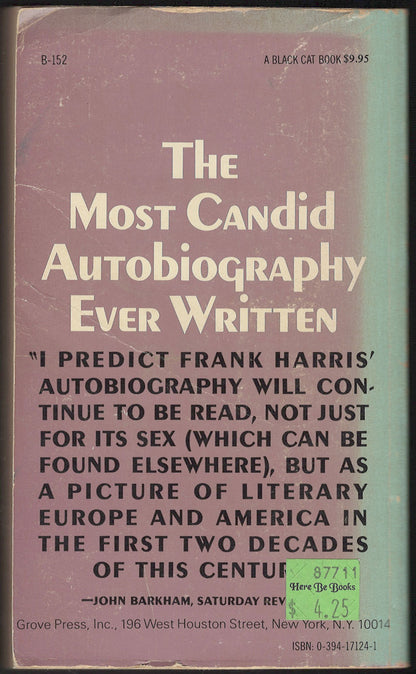 B-152
A BLACK CAT BOOK $9.95
THE
MOST CANDID
AUTOBIOGRAPHY
EVER WRITTEN
"I PREDICT FRANK HARRIS'
AUTOBIOGRAPHY WILL CON-
TINUE TO BE READ, NOT JUST
FOR ITS SEX (WHICH CAN BE
FOUND ELSEWHERE), BUT AS
A PICTURE OF LITERARY
EUROPE AND AMERICA IN
THE FIRST TWO DECADES
OF THIS CENTUR
—JOHN BARKHAM, SATURDAY REV
87711
Here Be Books
$ 4.25
Grove Press, Inc., 196 West Houston Street, New York, N.Y. 10014
ISBN: 0-394-17124-1